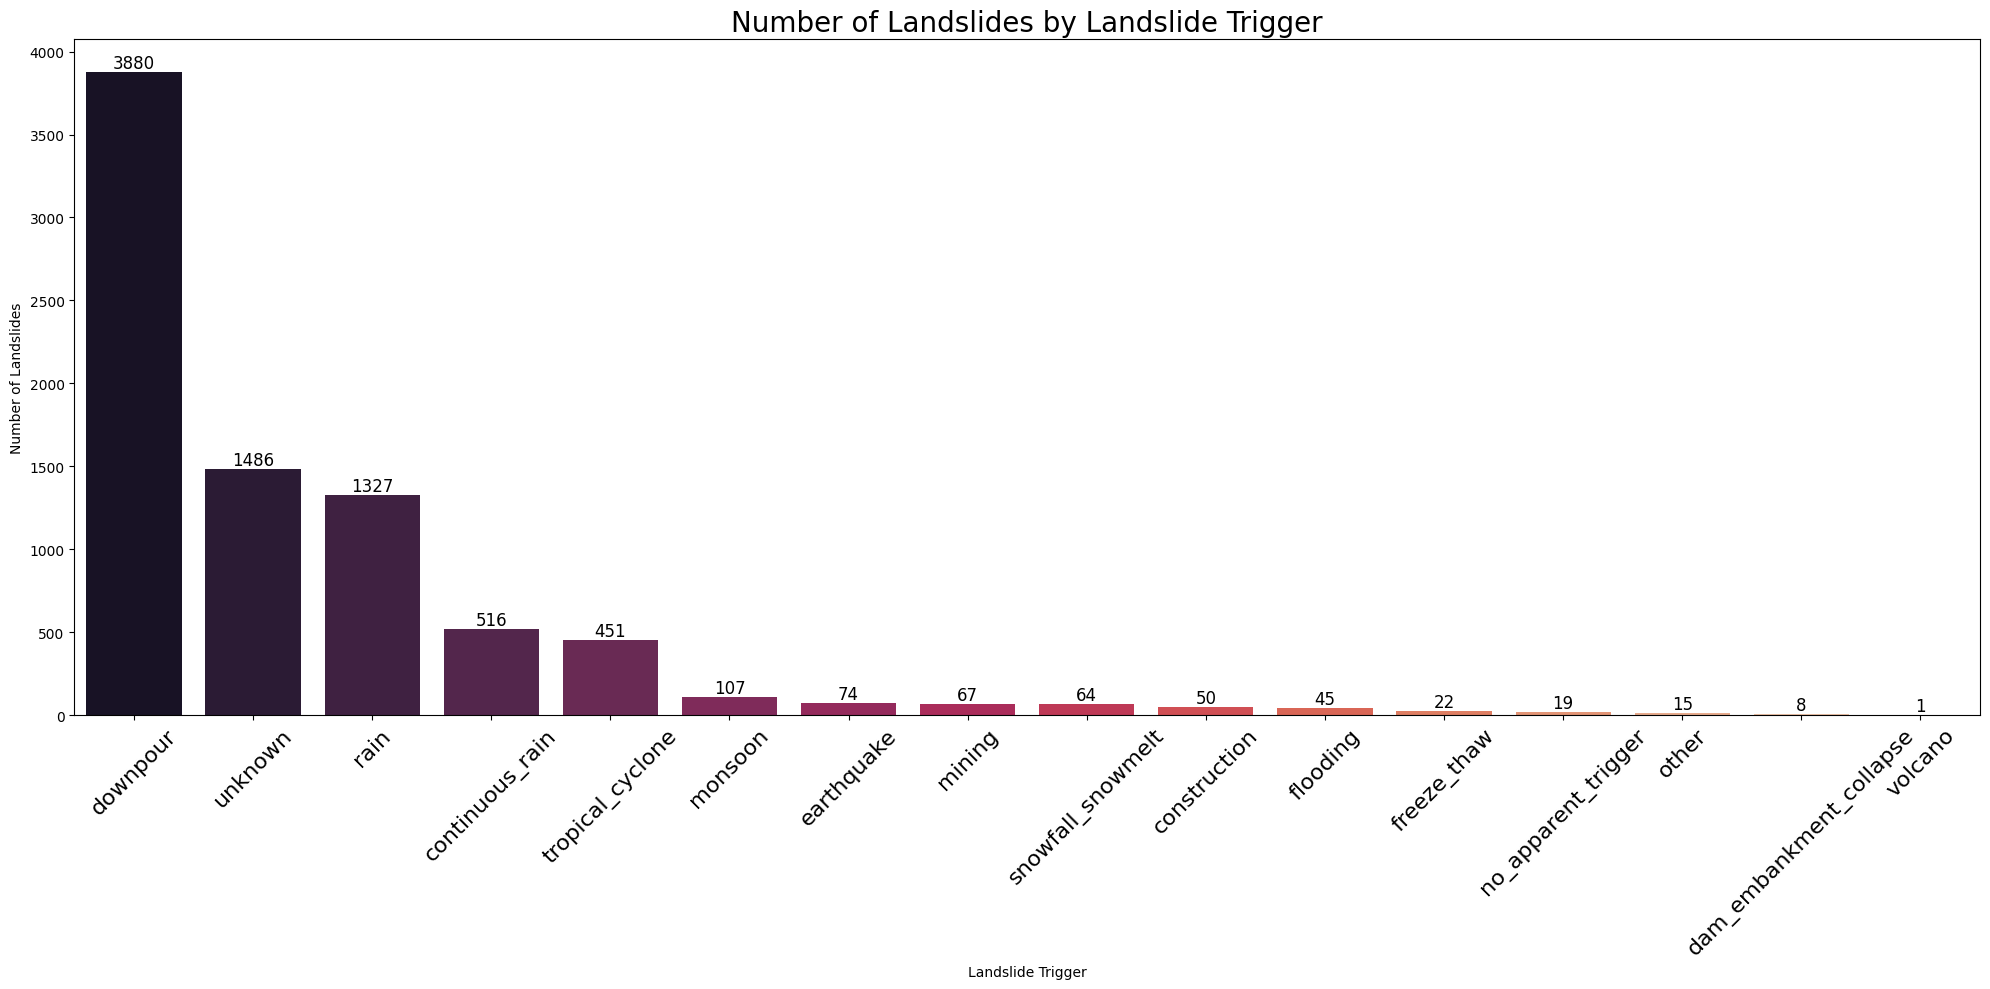 Number of Landslides by Landslide Trigger
Number of Landslides
4000
3500
3000
2500
2000
1500
1000
500
0
3880
1486
1327
516
451
107
74
67
64
50
45
22
19
15
8
1
downpour
unknown
rain
continuous_rain
tropical_cyclone
monsoon
earthquake
mining
snowfall_snowmelt
construction
flooding
freeze_thaw
no_apparent_trigger
other
dam_embankment_collapse
volcano
Landslide Trigger